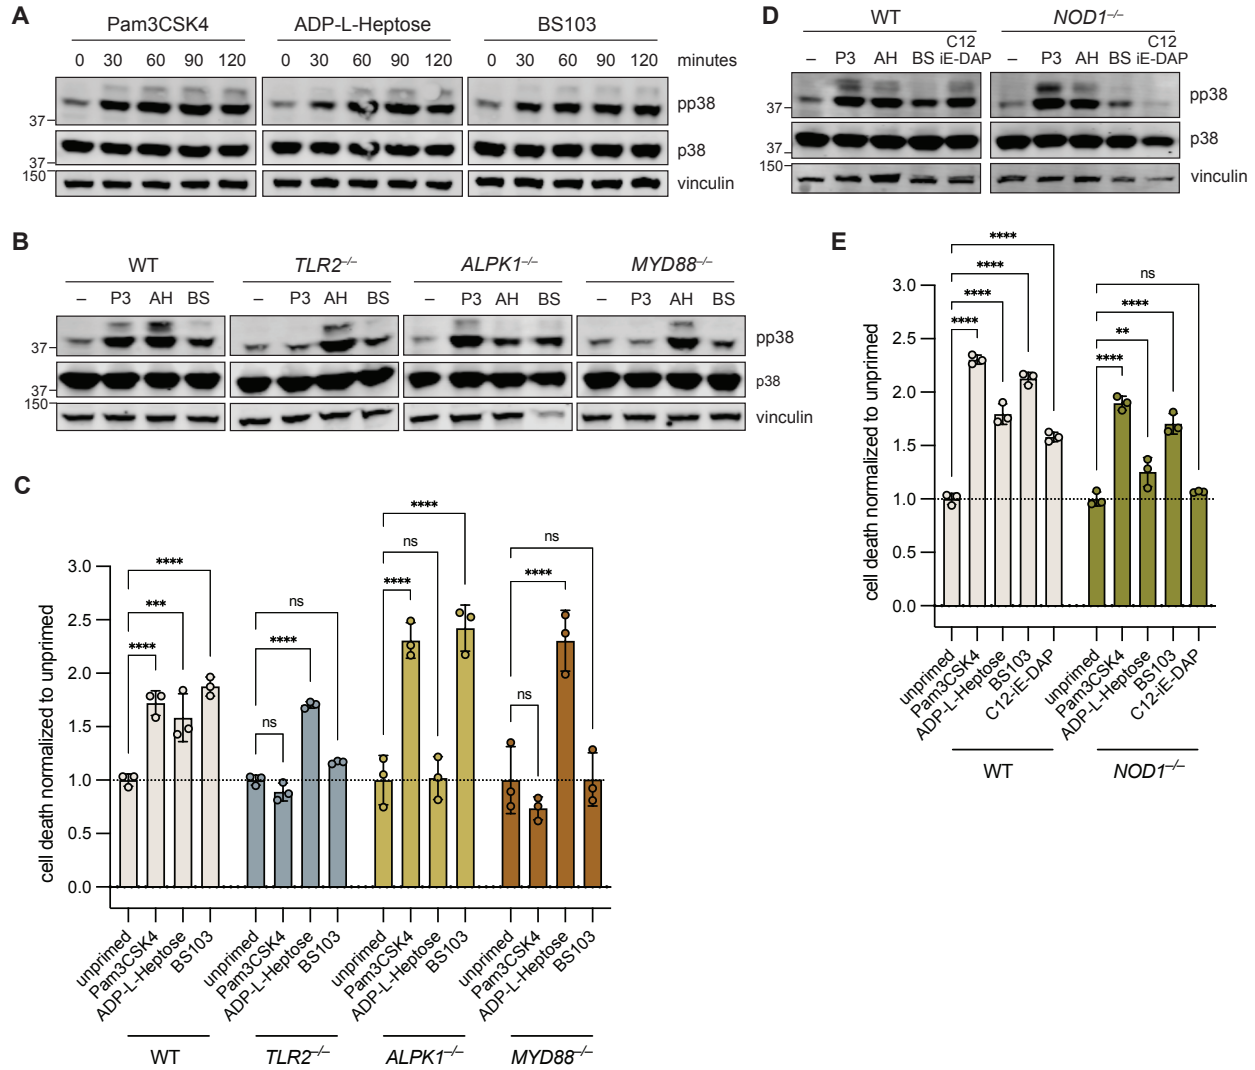 A
Pam3CSK4 ADP-L-Heptose BS103
0 30 60 90 120 0 30 60 90 120 0 30 60 90 120 minutes
pp38
37
p38
37
150
vinculin
B
WT TLR2–/– ALPK1–/– MYD88–/–
– P3 AH BS – P3 AH BS – P3 AH BS – P3 AH BS
pp38
37
p38
37
150
vinculin
C
cell death normalized to unprimed
3.0
2.5
2.0
1.5
1.0
0.5
0.0
**** *** ****
ns **** ns
**** ns ****
ns **** ns
unprimed Pam3CSK4 ADP-L-Heptose BS103
unprimed Pam3CSK4 ADP-L-Heptose BS103
unprimed Pam3CSK4 ADP-L-Heptose BS103
unprimed Pam3CSK4 ADP-L-Heptose BS103
WT TLR2–/– ALPK1–/– MYD88–/–
D
WT NOD1–/–
– P3 AH BS C12 iE-DAP – P3 AH BS C12 iE-DAP
pp38
37
p38
37
150
vinculin
E
cell death normalized to unprimed
3.0
2.5
2.0
1.5
1.0
0.5
0.0
**** **** **** ****
**** ** **** ns
unprimed Pam3CSK4 ADP-L-Heptose BS103 C12-iE-DAP
unprimed Pam3CSK4 ADP-L-Heptose BS103 C12-iE-DAP
WT NOD1–/–